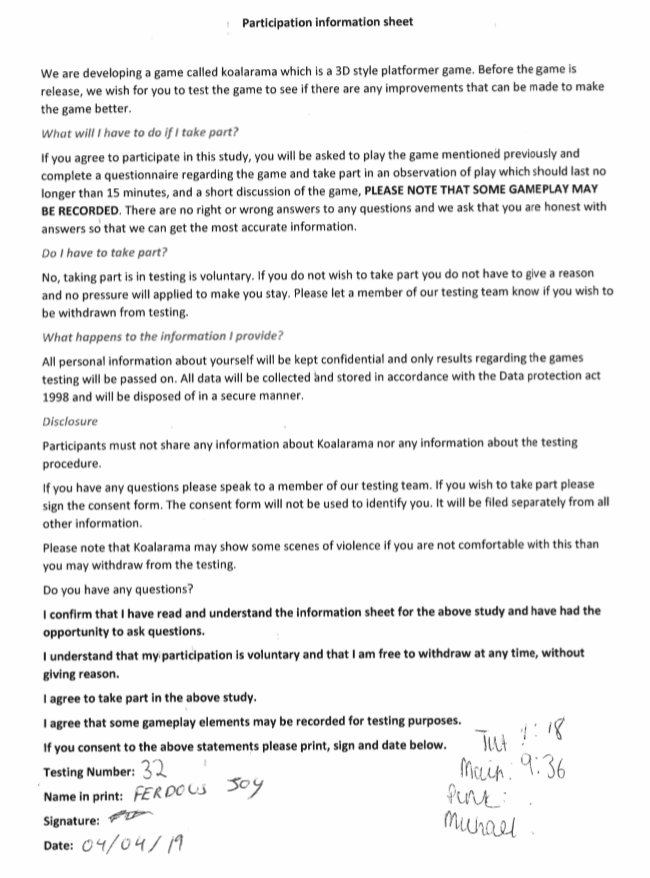 Participation information sheet
We are developing a game called koalarama which is a 3D style platformer game. Before the game is
release, we wish for you to test the game to see if there are any improvements that can be made to make
the game better.
What will I have to do if I take part?
If you agree to participate in this study, you will be asked to play the game mentioned previously and
complete a questionnaire regarding the game and take part in an observation of play which should last no
longer than 15 minutes, and a short discussion of the game, PLEASE NOTE THAT SOME GAMEPLAY MAY
BE RECORDED. There are no right or wrong answers to any questions and we ask that you are honest with
answers so that we can get the most accurate information.
Do I have to take part?
No, taking part is in testing is voluntary. If you do not wish to take part you do not have to give a reason
and no pressure will applied to make you stay. Please let a member of our testing team know if you wish to
be withdrawn from testing.
What happens to the information I provide?
All personal information about yourself will be kept confidential and only results regarding the games
testing will be passed on. All data will be collected and stored in accordance with the Data protection act
1998 and will be disposed of in a secure manner.
Disclosure
Participants must not share any information about Koalarama nor any information about the testing
procedure.
If you have any questions please speak to a member of our testing team. If you wish to take part please
sign the consent form. The consent form will not be used to identify you. It will be filed separately from all
other information.
Please note that Koalarama may show some scenes of violence if you are not comfortable with this than
you may withdraw from the testing.
Do you have any questions?
I confirm that I have read and understand the information sheet for the above study and have had the
opportunity to ask questions.
I understand that my participation is voluntary and that I am free to withdraw at any time, without
giving reason.
I agree to take part in the above study.
I agree that some gameplay elements may be recorded for testing purposes.
If you consent to the above statements please print, sign and date below.
Tut 1:18
Testing Number: 32
Main: 9:36
Name in print: FERDOUS JOY
Signature:
Michael
Date: 04/04/19